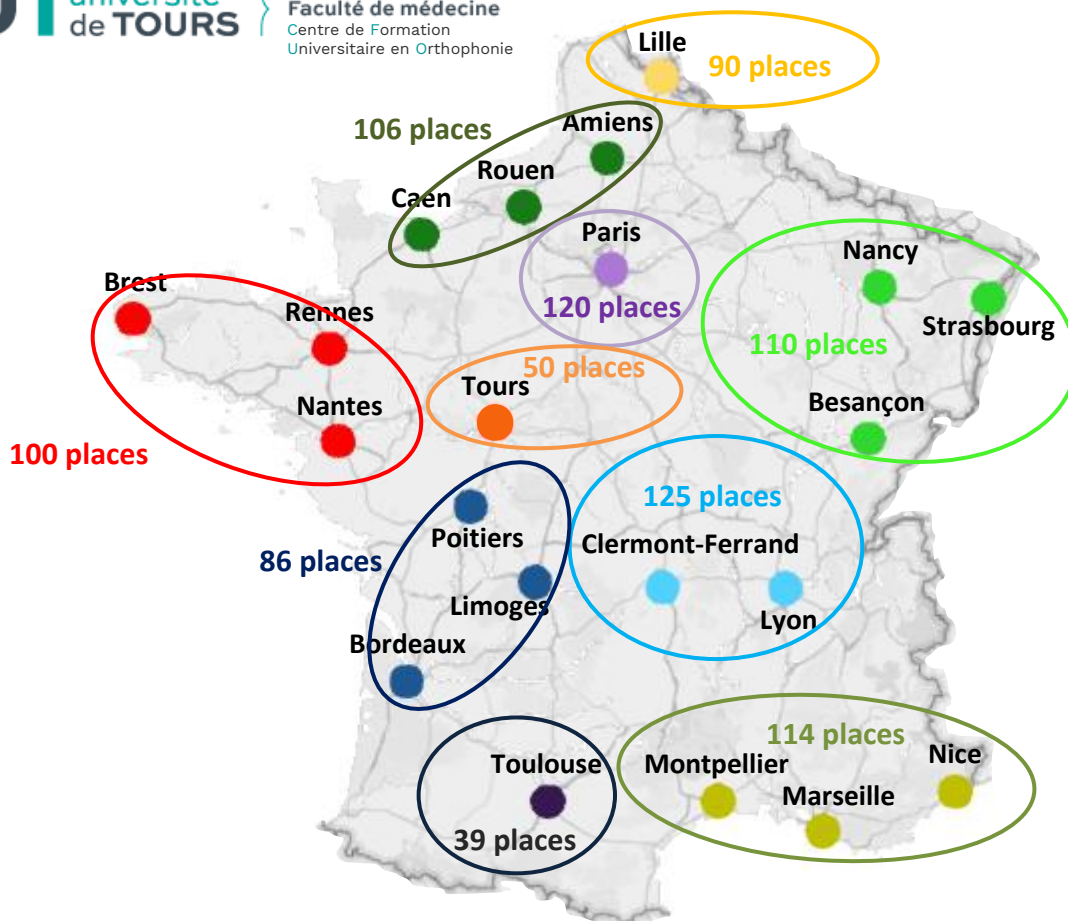 université
de TOURS
Faculté de médecine
Centre de Formation
Universitaire en Orthophonie
Lille
90 places
106 places
Amiens
Rouen
Caen
Paris
120 places
Nancy
Strasbourg
110 places
Besançon
Brest
Rennes
Nantes
100 places
50 places
Tours
125 places
Clermont-Ferrand
Lyon
86 places
Poitiers
Limoges
Bordeaux
114 places
Nice
Montpellier
Marseille
Toulouse
39 places